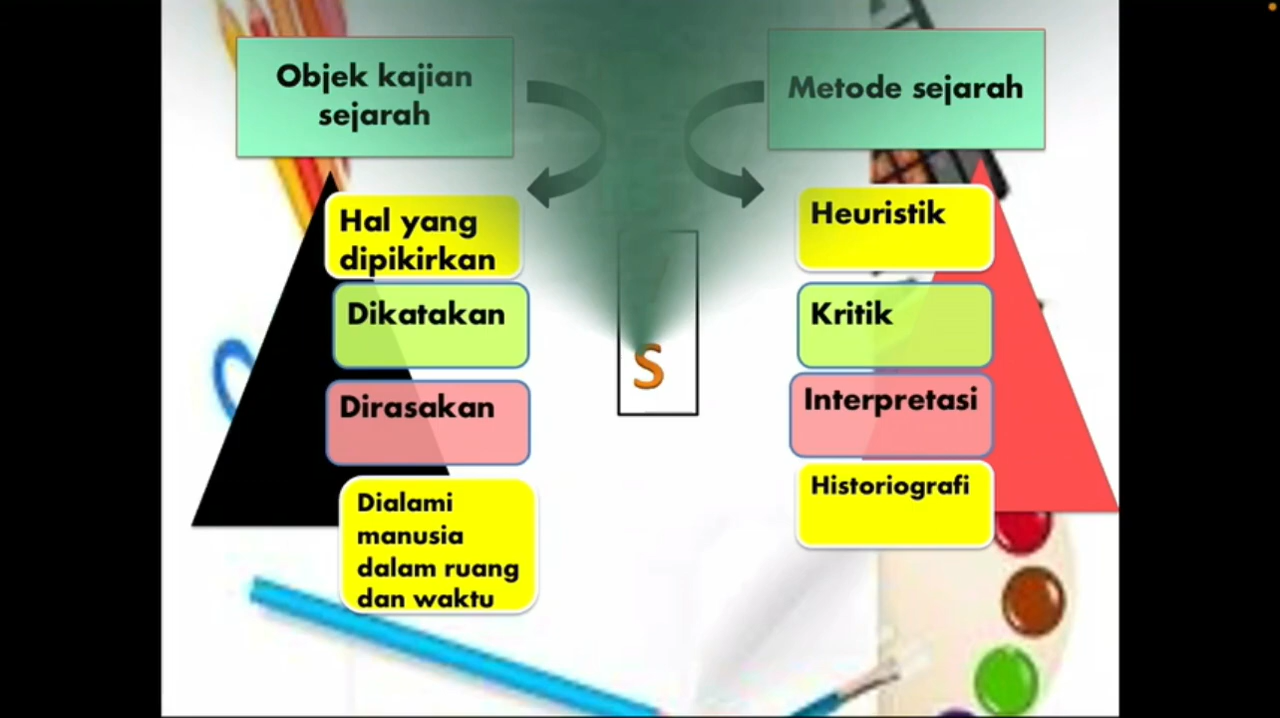 Objek kajian
sejarah
Hal yang
dipikirkan
Dikatakan
Dirasakan
Dialami
manusia
dalam ruang
dan waktu
S
Metode sejarah
Heuristik
Kritik
Interpretasi
Historiografi